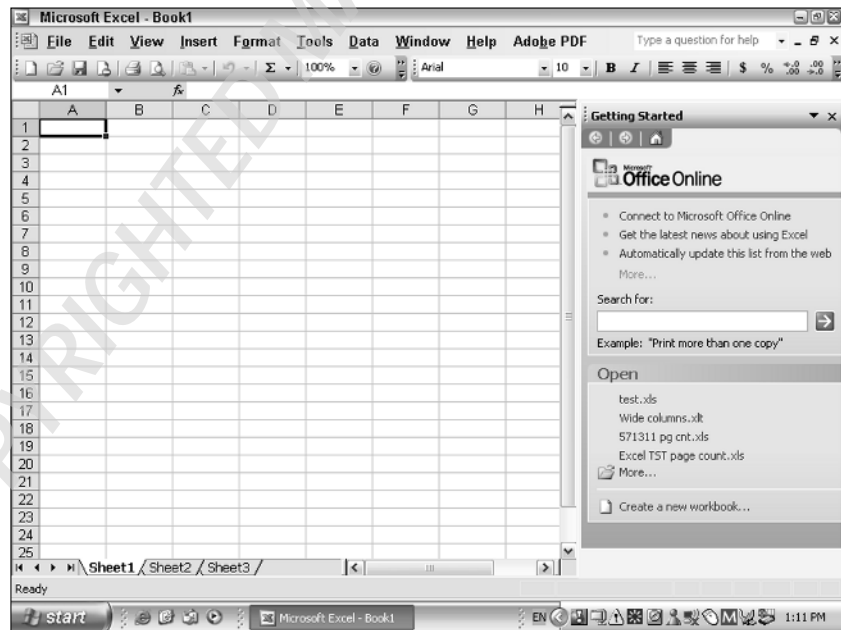 Microsoft Excel - Book1
File Edit View Insert Format Tools Data Window Help Adobe PDF Type a question for help
Σ 100% Arial 10 B I $ %
A1 fx
A B C D E F G H
1
2
3
4
5
6
7
8
9
10
11
12
13
14
15
16
17
18
19
20
21
22
23
24
25
Getting Started
Microsoft
Office Online
Connect to Microsoft Office Online
Get the latest news about using Excel
Automatically update this list from the web
More...
Search for:
Example: "Print more than one copy"
Open
test.xls
Wide columns.xlt
571311 pg cnt.xls
Excel TST page count.xls
More...
Create a new workbook...
Sheet1 Sheet2 Sheet3
Ready
start Microsoft Excel - Book1 EN 1:11 PM